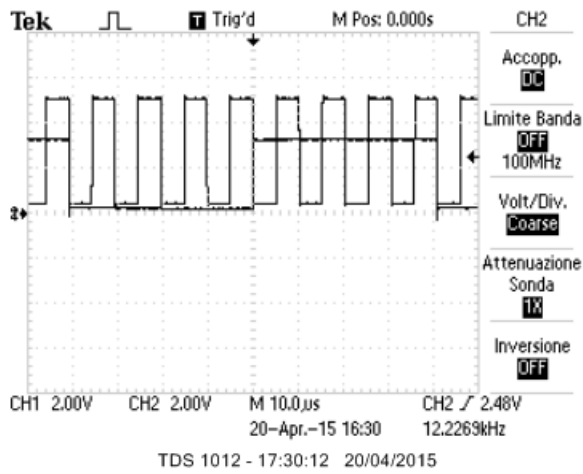 Tek T Trig'd M Pos: 0.000s CH2
Accopp.
DC
Limite Banda
OFF
100MHz
Volt/Div.
Coarse
Attenuazione
Sonda
1X
Inversione
OFF
2
CH1 2.00V CH2 2.00V M 10.0us CH2 2.48V
20-Apr.-15 16:30 12.2269kHz
TDS 1012 - 17:30:12 20/04/2015